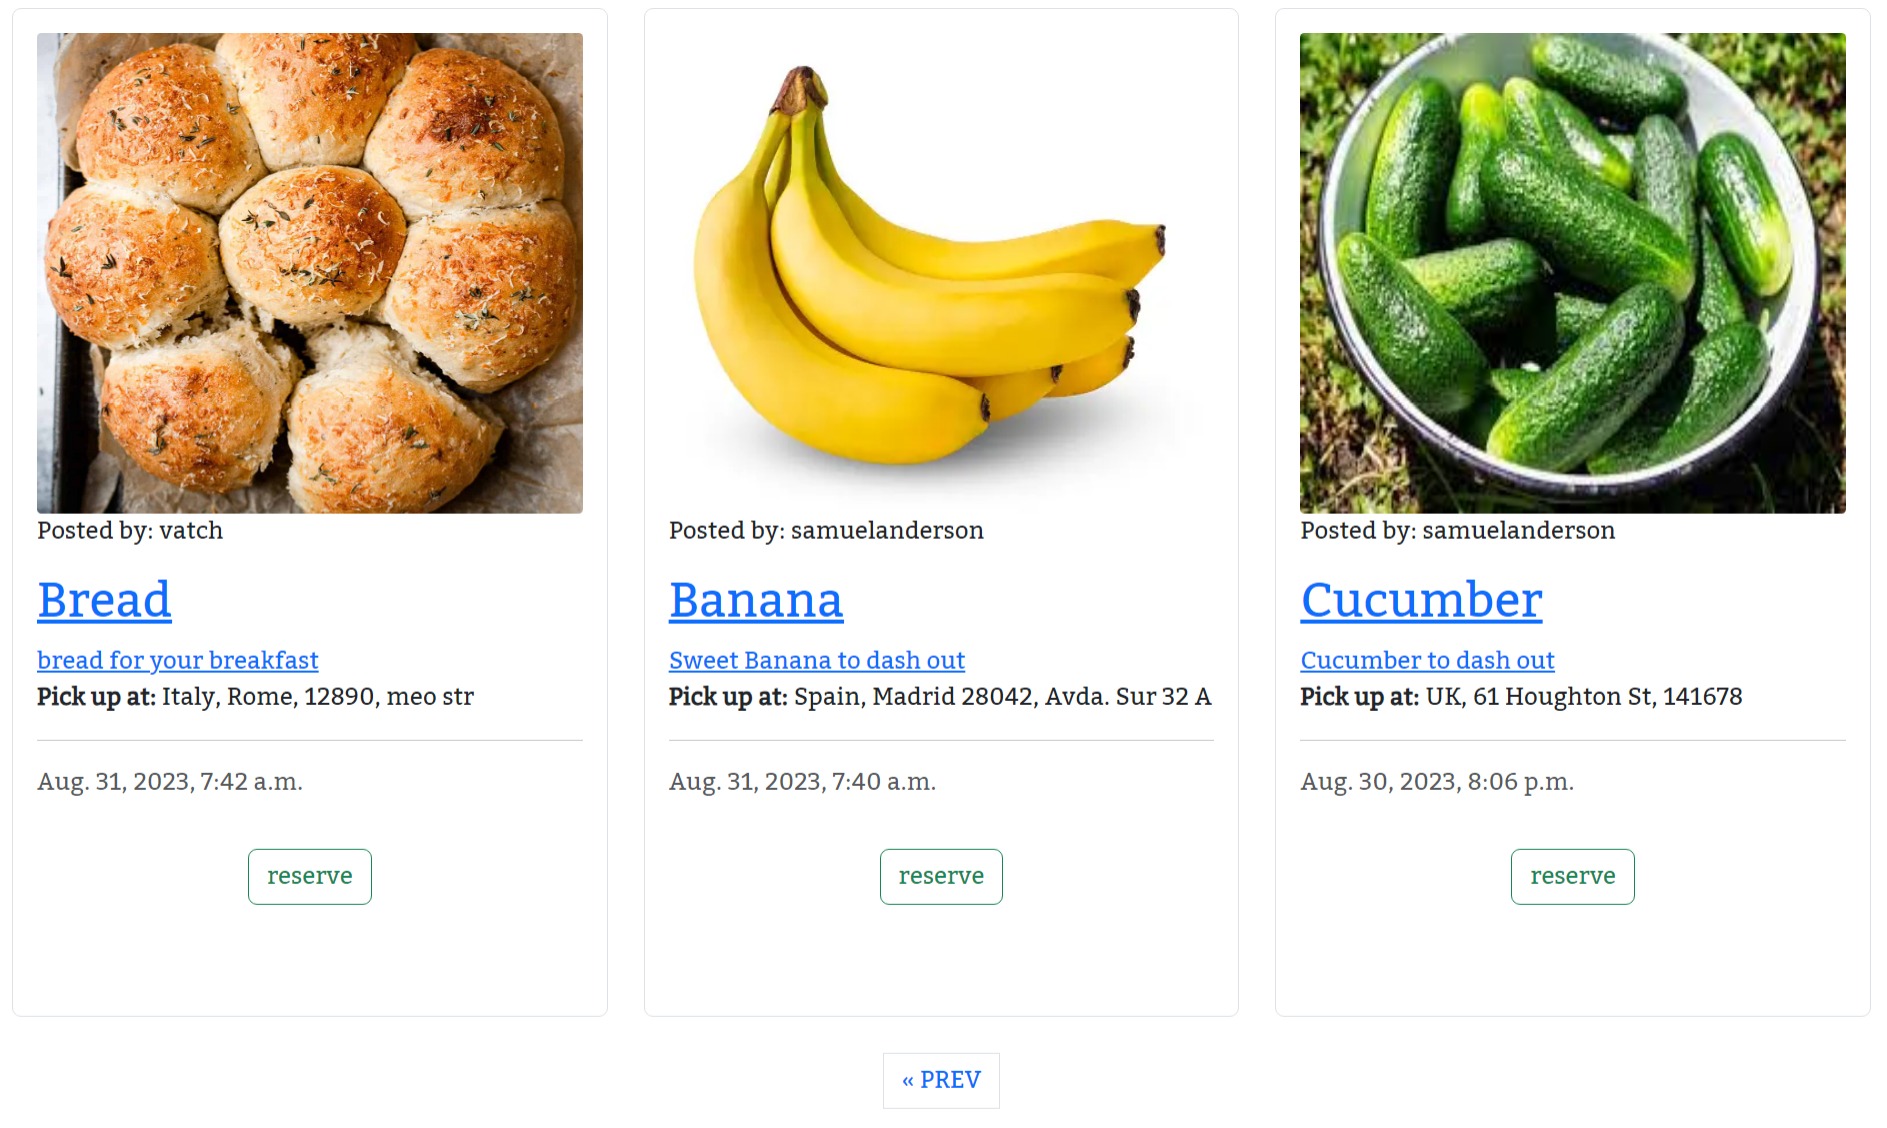 Posted by: vatch
Bread
bread for your breakfast
Pick up at: Italy, Rome, 12890, meo str
Aug. 31, 2023, 7:42 a.m.
reserve
Posted by: samuelanderson
Banana
Sweet Banana to dash out
Pick up at: Spain, Madrid 28042, Avda. Sur 32 A
Aug. 31, 2023, 7:40 a.m.
reserve
Posted by: samuelanderson
Cucumber
Cucumber to dash out
Pick up at: UK, 61 Houghton St, 141678
Aug. 30, 2023, 8:06 p.m.
reserve
« PREV